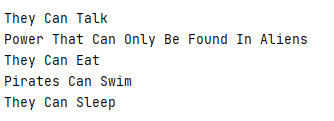 They Can Talk
Power That Can Only Be Found In Aliens
They Can Eat
Pirates Can Swim
They Can Sleep